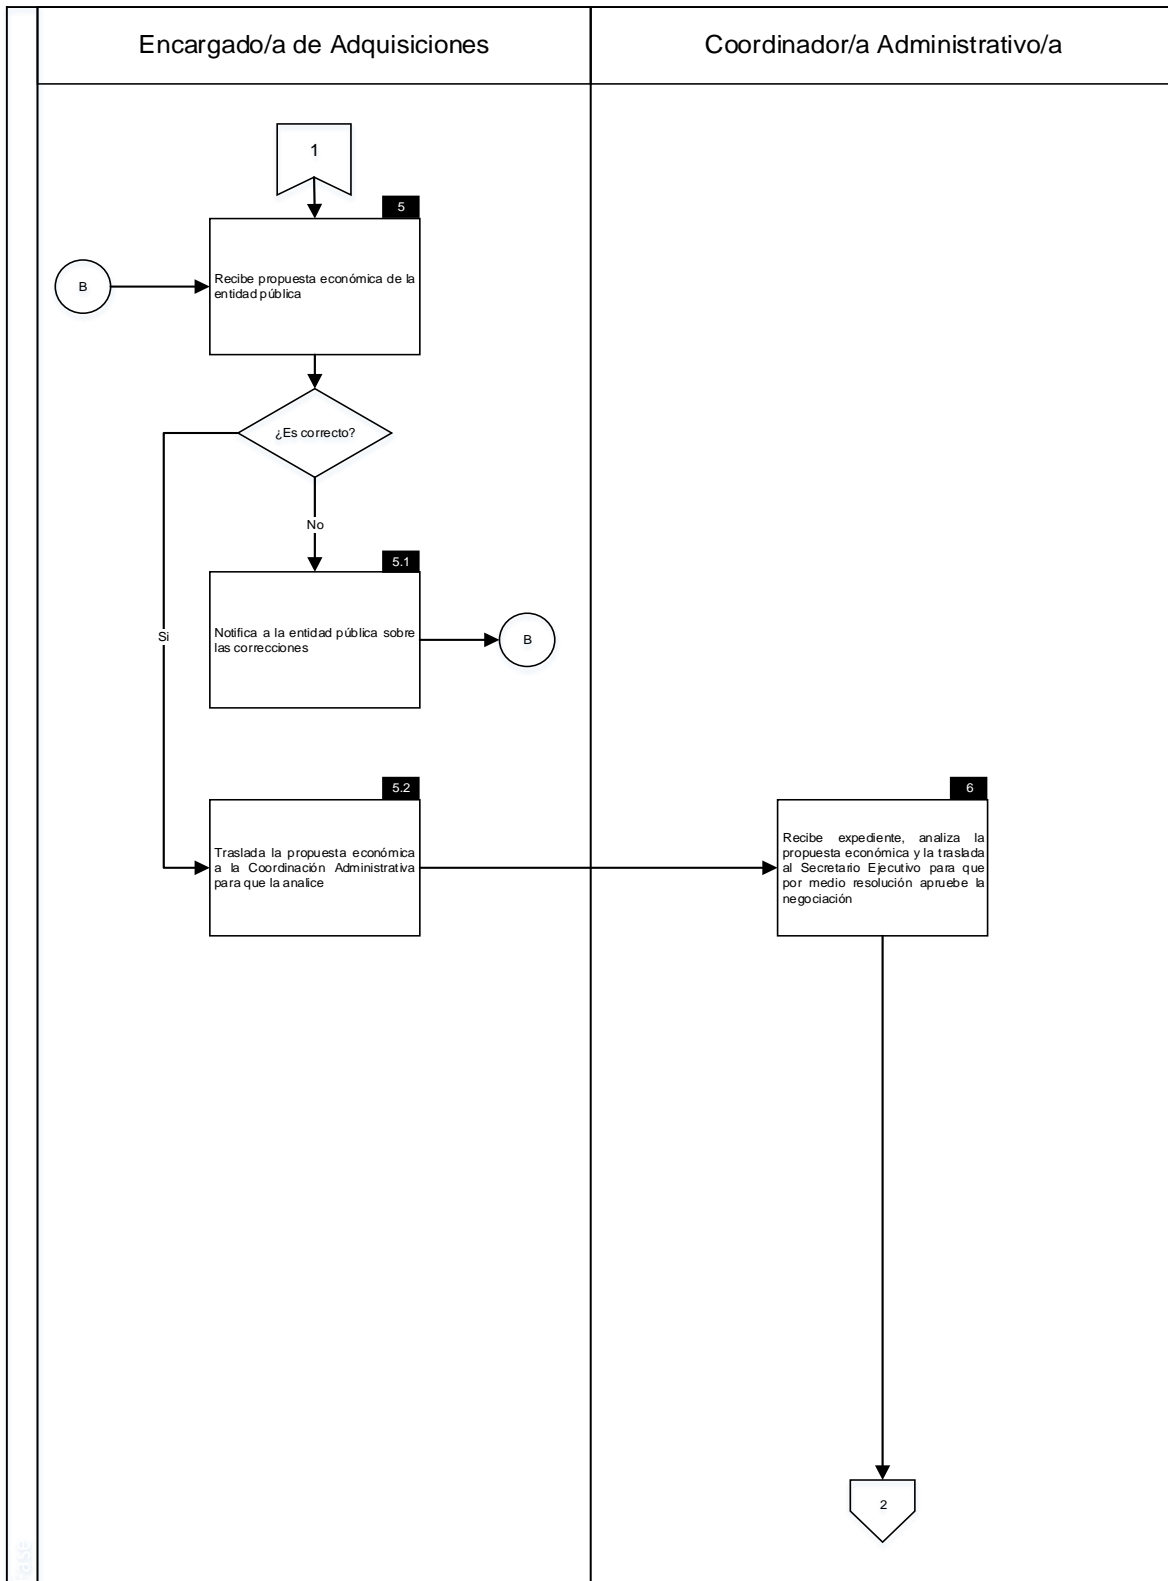 Encargado/a de Adquisiciones
Coordinador/a Administrativo/a
1
5
Recibe propuesta económica de la
entidad pública
B
¿Es correcto?
No
5.1
Notifica a la entidad pública sobre
las correcciones
B
Si
5.2
Traslada la propuesta económica
a la Coordinación Administrativa
para que la analice
6
Recibe expediente, analiza la
propuesta económica y la traslada
al Secretario Ejecutivo para que
por medio resolución apruebe la
negociación
2